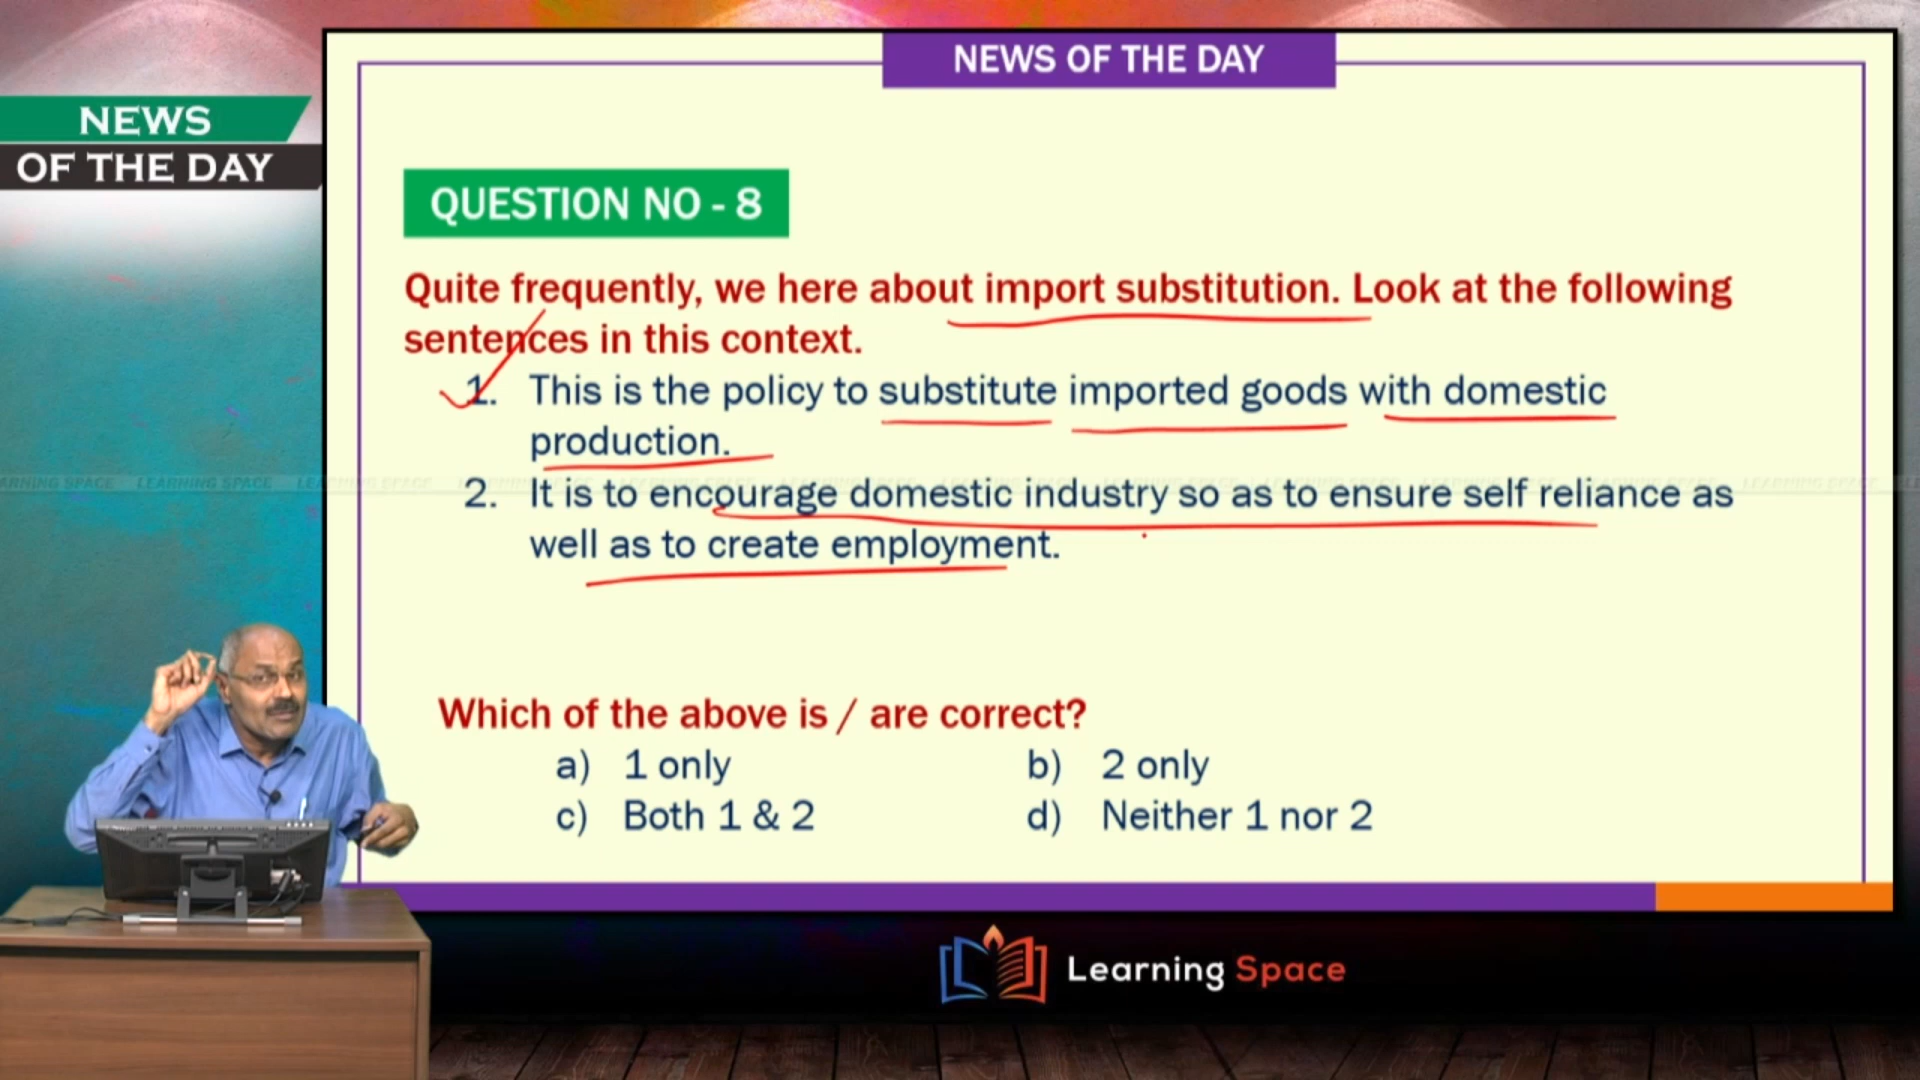 NEWS OF THE DAY
NEWS
OF THE DAY
QUESTION NO - 8
Quite frequently, we here about import substitution. Look at the following
sentences in this context.
1. This is the policy to substitute imported goods with domestic
production.
LEARNING SPACE LEARNING SPACE
2. It is to encourage domestic industry so as to ensure self reliance as
well as to create employment.
Which of the above is / are correct?
a) 1 only b) 2 only
c) Both 1 & 2 d) Neither 1 nor 2
Learning Space